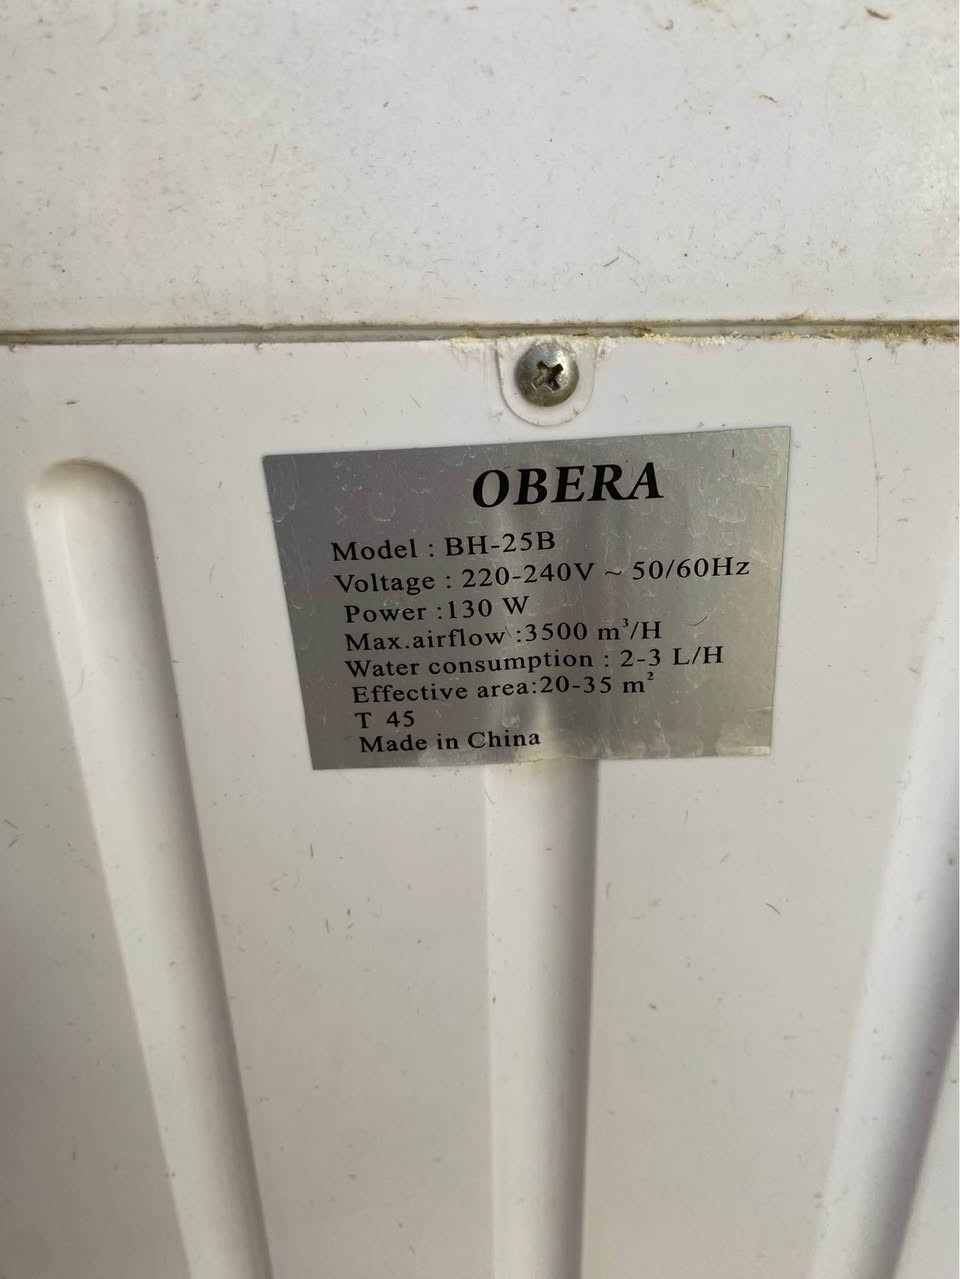 OBERA
Model : BH-25B
Voltage : 220-240V ~ 50/60Hz
Power :130 W
Max.airflow :3500 m³/H
Water consumption : 2-3 L/H
Effective area:20-35 m²
T 45
Made in China